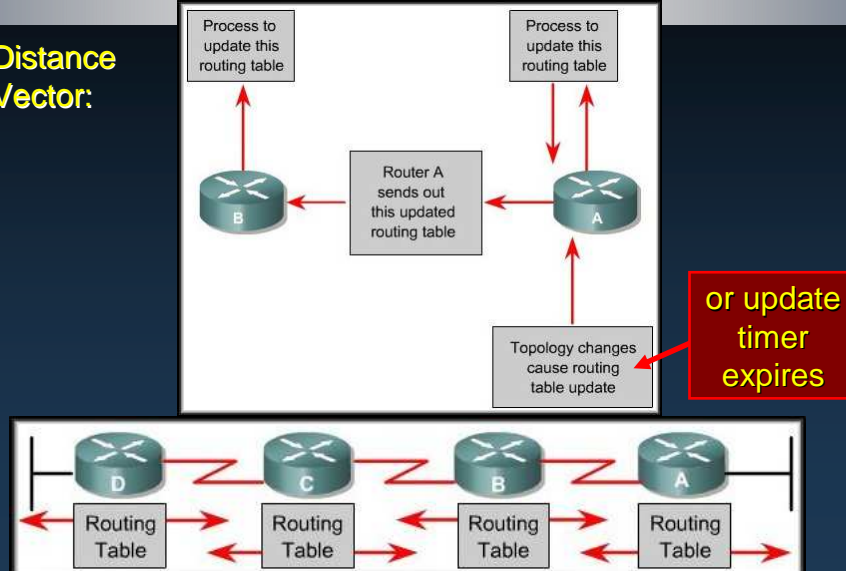 Distance
Vector:
Process to
update this
routing table
Process to
update this
routing table
Router A
sends out
this updated
routing table
B
A
Topology changes
cause routing
table update
or update
timer
expires
D
C
B
A
Routing
Table
Routing
Table
Routing
Table
Routing
Table